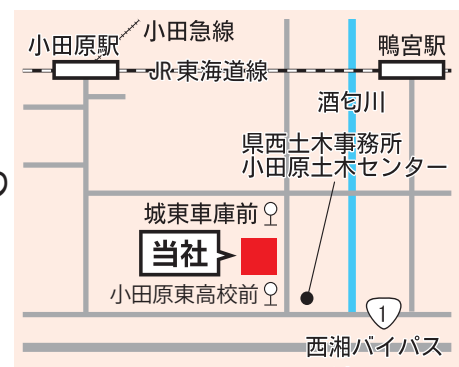 小田急線
小田原駅
鴨宮駅
JR東海道線
酒匂川
県西土木事務所
小田原土木センター
城東車庫前
当社
小田原東高校前
1
西湘バイパス